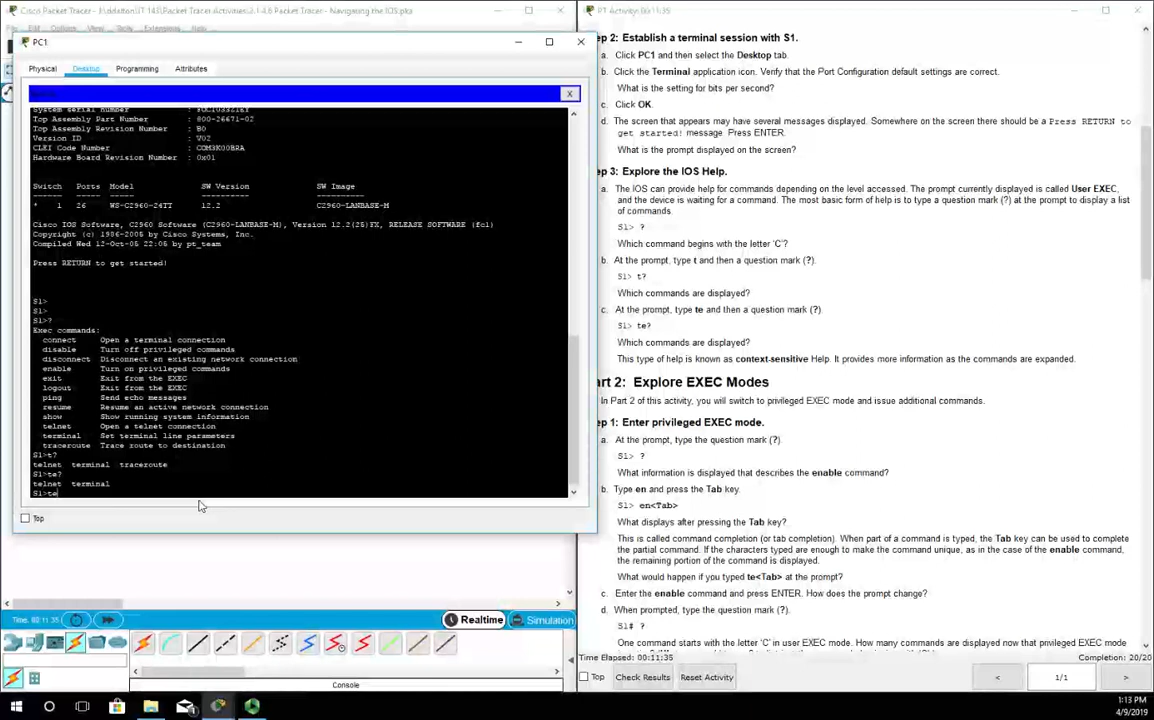 Cisco Packet Tracer
PT Activity: 00:11:35
File Edit Options View Tools Extensions Help
PC1
Physical Desktop Programming Attributes
X
System serial number :
Top Assembly Part Number : 800-26671-02
Top Assembly Revision Number : B0
Version ID : V02
CLEI Code Number : COM3K00BRA
Hardware Board Revision Number : 0x01
Switch Ports Model SW Version SW Image
------ ----- ----- ---------- ----------
* 1 26 WS-C2960-24TT 12.2 C2960-LANBASE-M
Cisco IOS Software, C2960 Software (C2960-LANBASE-M), Version 12.2(25)FX, RELEASE SOFTWARE (fc1)
Copyright (c) 1986-2005 by Cisco Systems, Inc.
Compiled Wed 12-Oct-05 22:05 by pt_team
Press RETURN to get started!
S1>
S1>
S1>?
Exec commands:
connect Open a terminal connection
disable Turn off privileged commands
disconnect Disconnect an existing network connection
enable Turn on privileged commands
exit Exit from the EXEC
logout Exit from the EXEC
ping Send echo messages
resume Resume an active network connection
show Show running system information
telnet Open a telnet connection
terminal Set terminal line parameters
traceroute Trace route to destination
S1>t?
telnet terminal traceroute
S1>te?
telnet terminal
S1>te
Top
ep 2: Establish a terminal session with S1.
a. Click PC1 and then select the Desktop tab.
b. Click the Terminal application icon. Verify that the Port Configuration default settings are correct.
What is the setting for bits per second?
c. Click OK.
d. The screen that appears may have several messages displayed. Somewhere on the screen there should be a Press RETURN to
get started! message. Press ENTER.
What is the prompt displayed on the screen?
ep 3: Explore the IOS Help.
a. The IOS can provide help for commands depending on the level accessed. The prompt currently displayed is called User EXEC,
and the device is waiting for a command. The most basic form of help is to type a question mark (?) at the prompt to display a list
of commands.
S1> ?
Which command begins with the letter 'C'?
b. At the prompt, type t and then a question mark (?).
S1> t?
Which commands are displayed?
c. At the prompt, type te and then a question mark (?).
S1> te?
Which commands are displayed?
This type of help is known as context-sensitive Help. It provides more information as the commands are expanded.
art 2: Explore EXEC Modes
In Part 2 of this activity, you will switch to privileged EXEC mode and issue additional commands.
ep 1: Enter privileged EXEC mode.
a. At the prompt, type the question mark (?).
S1> ?
What information is displayed that describes the enable command?
b. Type en and press the Tab key.
S1> en<Tab>
What displays after pressing the Tab key?
This is called command completion (or tab completion). When part of a command is typed, the Tab key can be used to complete
the partial command. If the characters typed are enough to make the command unique, as in the case of the enable command,
the remaining portion of the command is displayed.
What would happen if you typed te<Tab> at the prompt?
c. Enter the enable command and press ENTER. How does the prompt change?
d. When prompted, type the question mark (?).
S1# ?
One command starts with the letter 'C' in user EXEC mode. How many commands are displayed now that privileged EXEC mode
Time: 00:11:35
Realtime Simulation
Time Elapsed: 00:11:35 Completion: 20/20
Top Check Results Reset Activity < 1/1 >
Console
1:13 PM
4/9/2019